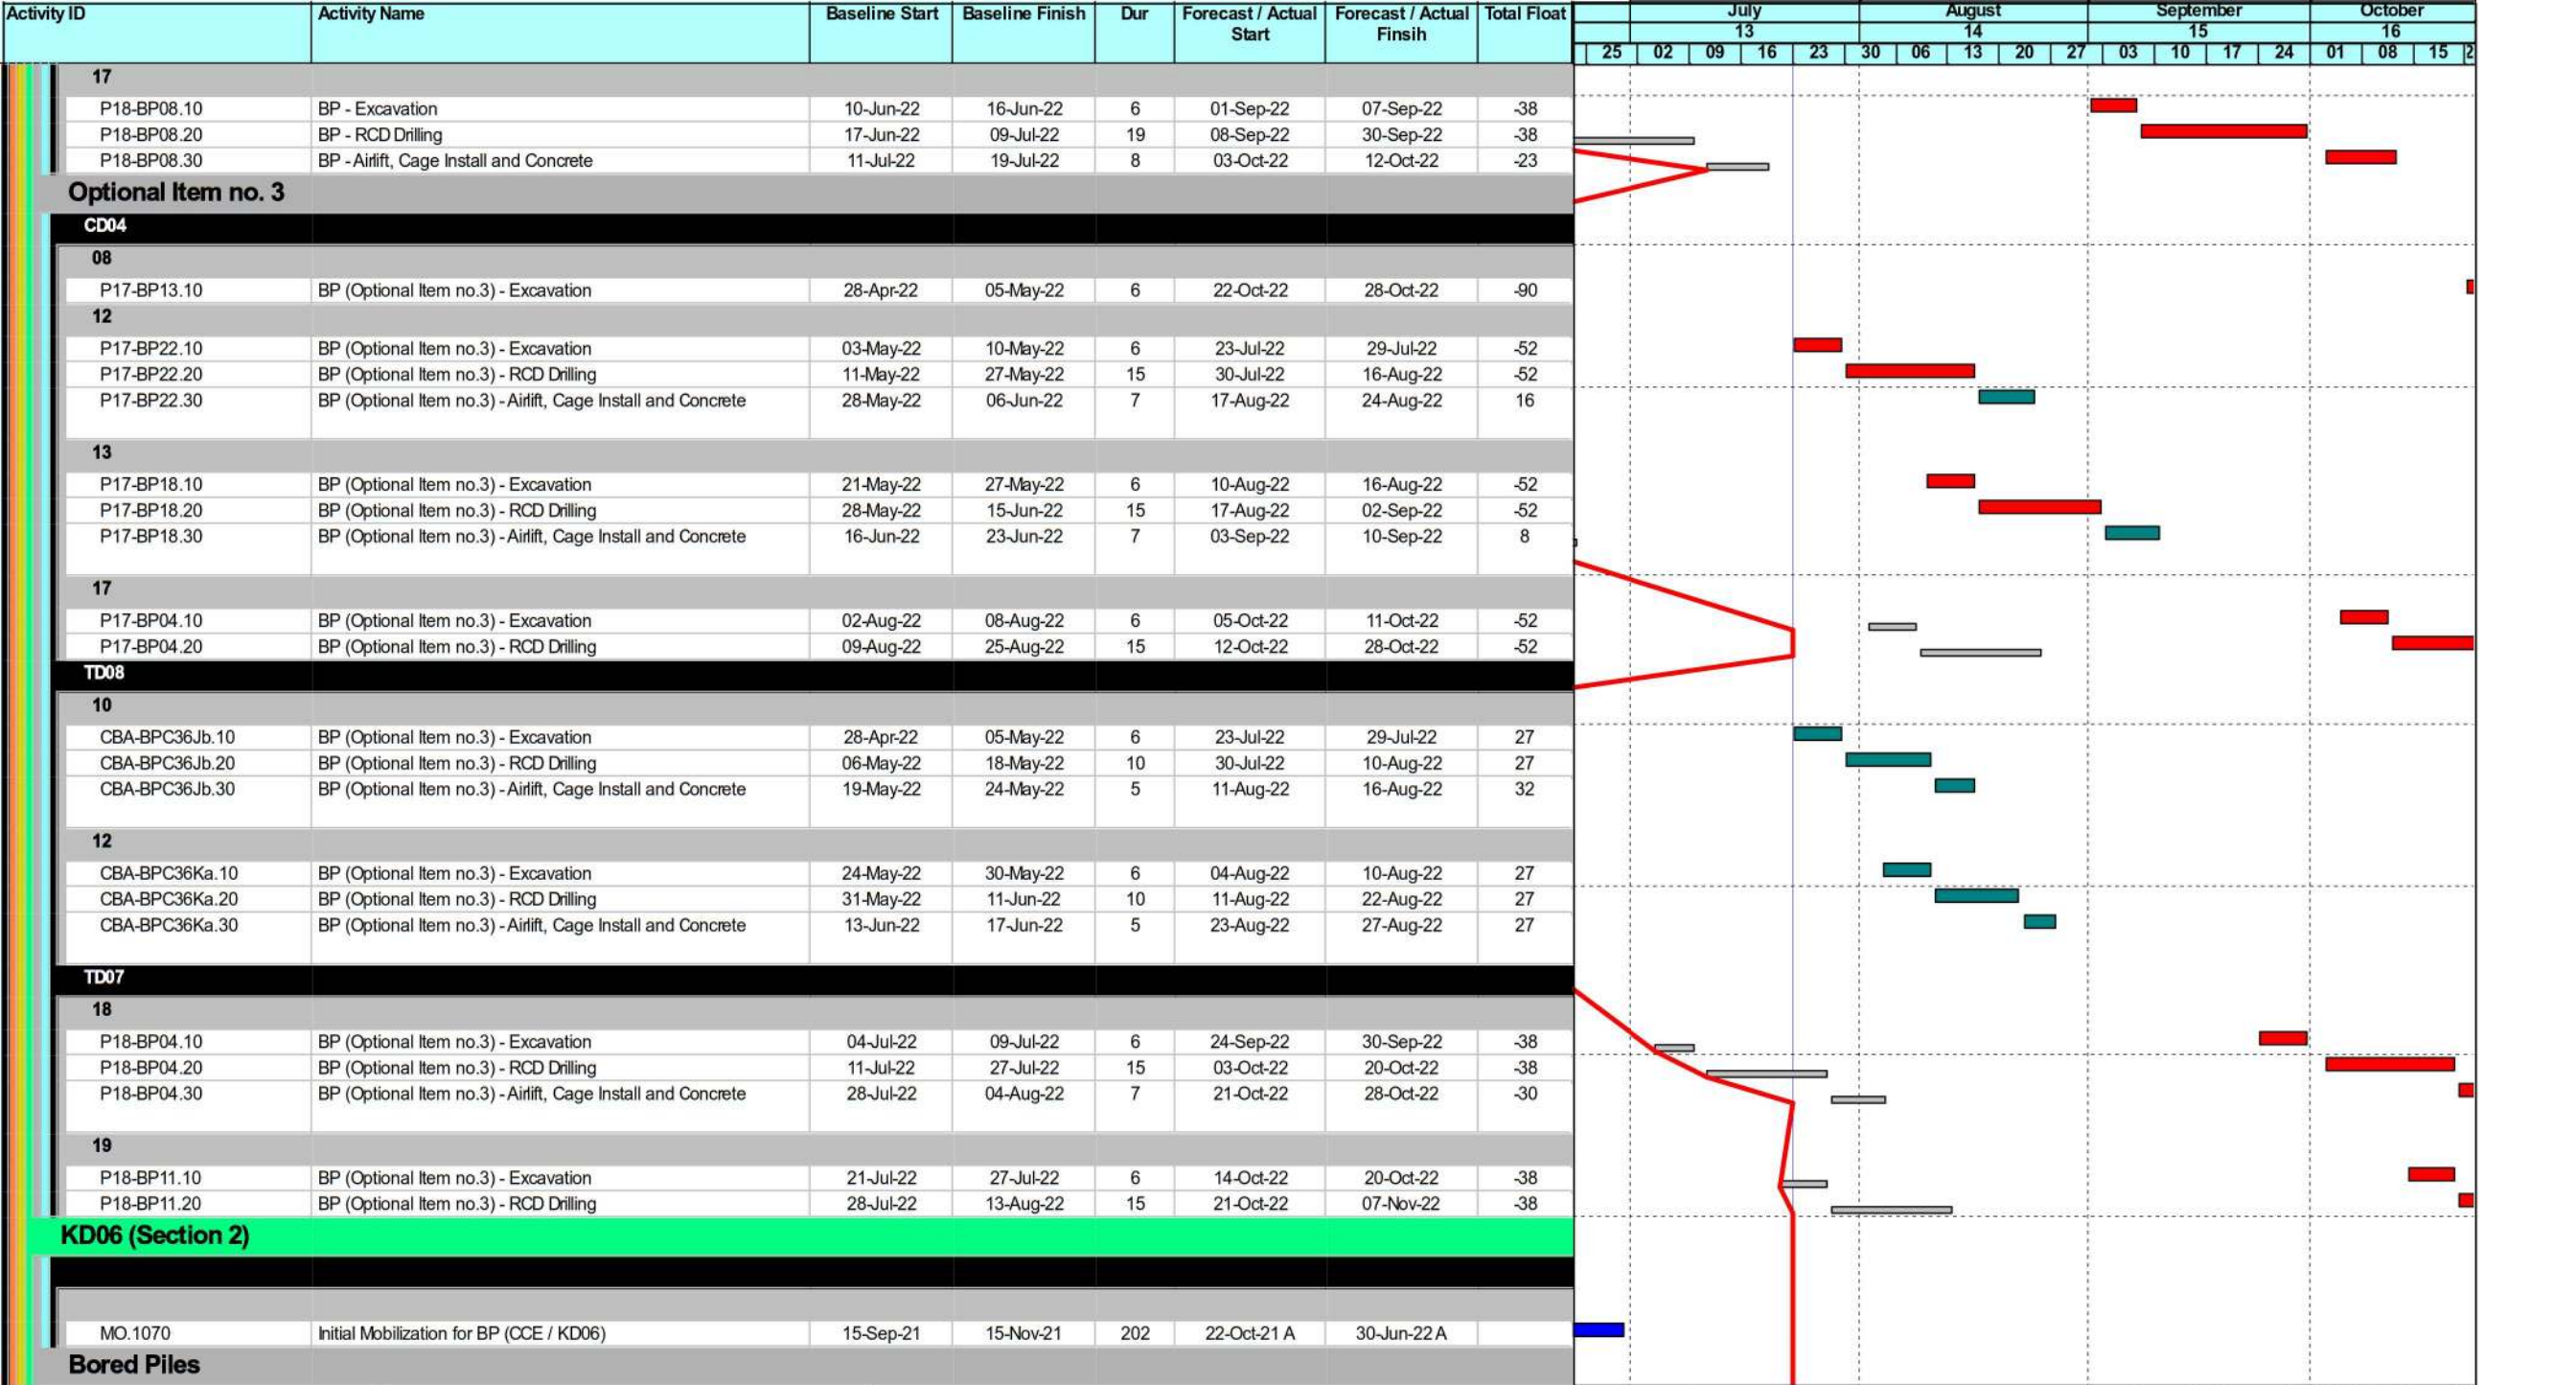 Activity ID Activity Name Baseline Start Baseline Finish Dur Forecast / Actual Start Forecast / Actual Finsih Total Float July August September October
13 14 15 16
25 02 09 16 23 30 06 13 20 27 03 10 17 24 01 08 15 2
17
P18-BP08.10 BP - Excavation 10-Jun-22 16-Jun-22 6 01-Sep-22 07-Sep-22 -38
P18-BP08.20 BP - RCD Drilling 17-Jun-22 09-Jul-22 19 08-Sep-22 30-Sep-22 -38
P18-BP08.30 BP - Airlift, Cage Install and Concrete 11-Jul-22 19-Jul-22 8 03-Oct-22 12-Oct-22 -23
Optional Item no. 3
CD04
08
P17-BP13.10 BP (Optional Item no.3) - Excavation 28-Apr-22 05-May-22 6 22-Oct-22 28-Oct-22 -90
12
P17-BP22.10 BP (Optional Item no.3) - Excavation 03-May-22 10-May-22 6 23-Jul-22 29-Jul-22 -52
P17-BP22.20 BP (Optional Item no.3) - RCD Drilling 11-May-22 27-May-22 15 30-Jul-22 16-Aug-22 -52
P17-BP22.30 BP (Optional Item no.3) - Airlift, Cage Install and Concrete 28-May-22 06-Jun-22 7 17-Aug-22 24-Aug-22 16
13
P17-BP18.10 BP (Optional Item no.3) - Excavation 21-May-22 27-May-22 6 10-Aug-22 16-Aug-22 -52
P17-BP18.20 BP (Optional Item no.3) - RCD Drilling 28-May-22 15-Jun-22 15 17-Aug-22 02-Sep-22 -52
P17-BP18.30 BP (Optional Item no.3) - Airlift, Cage Install and Concrete 16-Jun-22 23-Jun-22 7 03-Sep-22 10-Sep-22 8
17
P17-BP04.10 BP (Optional Item no.3) - Excavation 02-Aug-22 08-Aug-22 6 05-Oct-22 11-Oct-22 -52
P17-BP04.20 BP (Optional Item no.3) - RCD Drilling 09-Aug-22 25-Aug-22 15 12-Oct-22 28-Oct-22 -52
TD08
10
CBA-BPC36Jb.10 BP (Optional Item no.3) - Excavation 28-Apr-22 05-May-22 6 23-Jul-22 29-Jul-22 27
CBA-BPC36Jb.20 BP (Optional Item no.3) - RCD Drilling 06-May-22 18-May-22 10 30-Jul-22 10-Aug-22 27
CBA-BPC36Jb.30 BP (Optional Item no.3) - Airlift, Cage Install and Concrete 19-May-22 24-May-22 5 11-Aug-22 16-Aug-22 32
12
CBA-BPC36Ka.10 BP (Optional Item no.3) - Excavation 24-May-22 30-May-22 6 04-Aug-22 10-Aug-22 27
CBA-BPC36Ka.20 BP (Optional Item no.3) - RCD Drilling 31-May-22 11-Jun-22 10 11-Aug-22 22-Aug-22 27
CBA-BPC36Ka.30 BP (Optional Item no.3) - Airlift, Cage Install and Concrete 13-Jun-22 17-Jun-22 5 23-Aug-22 27-Aug-22 27
TD07
18
P18-BP04.10 BP (Optional Item no.3) - Excavation 04-Jul-22 09-Jul-22 6 24-Sep-22 30-Sep-22 -38
P18-BP04.20 BP (Optional Item no.3) - RCD Drilling 11-Jul-22 27-Jul-22 15 03-Oct-22 20-Oct-22 -38
P18-BP04.30 BP (Optional Item no.3) - Airlift, Cage Install and Concrete 28-Jul-22 04-Aug-22 7 21-Oct-22 28-Oct-22 -30
19
P18-BP11.10 BP (Optional Item no.3) - Excavation 21-Jul-22 27-Jul-22 6 14-Oct-22 20-Oct-22 -38
P18-BP11.20 BP (Optional Item no.3) - RCD Drilling 28-Jul-22 13-Aug-22 15 21-Oct-22 07-Nov-22 -38
KD06 (Section 2)
MO.1070 Initial Mobilization for BP (CCE / KD06) 15-Sep-21 15-Nov-21 202 22-Oct-21 A 30-Jun-22 A
Bored Piles